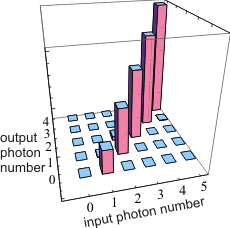 4
3
2
1
0
output
photon
number
0 1 2 3 4 5
input photon number